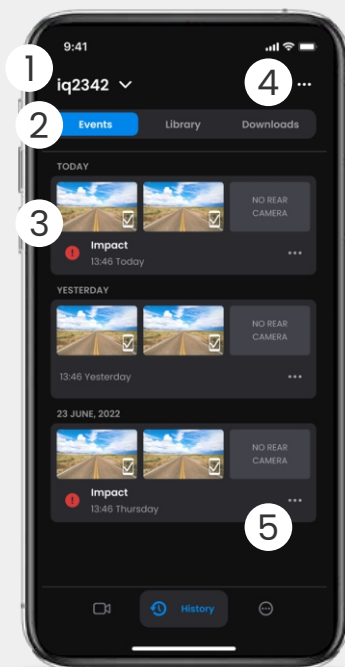 9:41
1
iq2342
4
2
Events Library Downloads
TODAY
3
NO REAR
CAMERA
Impact
13:46 Today
YESTERDAY
NO REAR
CAMERA
13:46 Yesterday
23 JUNE, 2022
NO REAR
CAMERA
Impact
13:46 Thursday
5
History